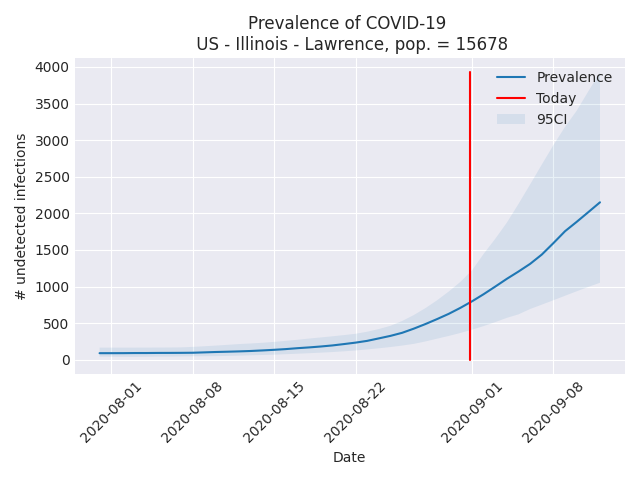 Prevalence of COVID-19
US - Illinois - Lawrence, pop. = 15678
4000
3500
3000
2500
2000
1500
1000
500
0
# undetected infections
Prevalence
Today
95CI
2020-08-01
2020-08-08
2020-08-15
2020-08-22
2020-09-01
2020-09-08
Date